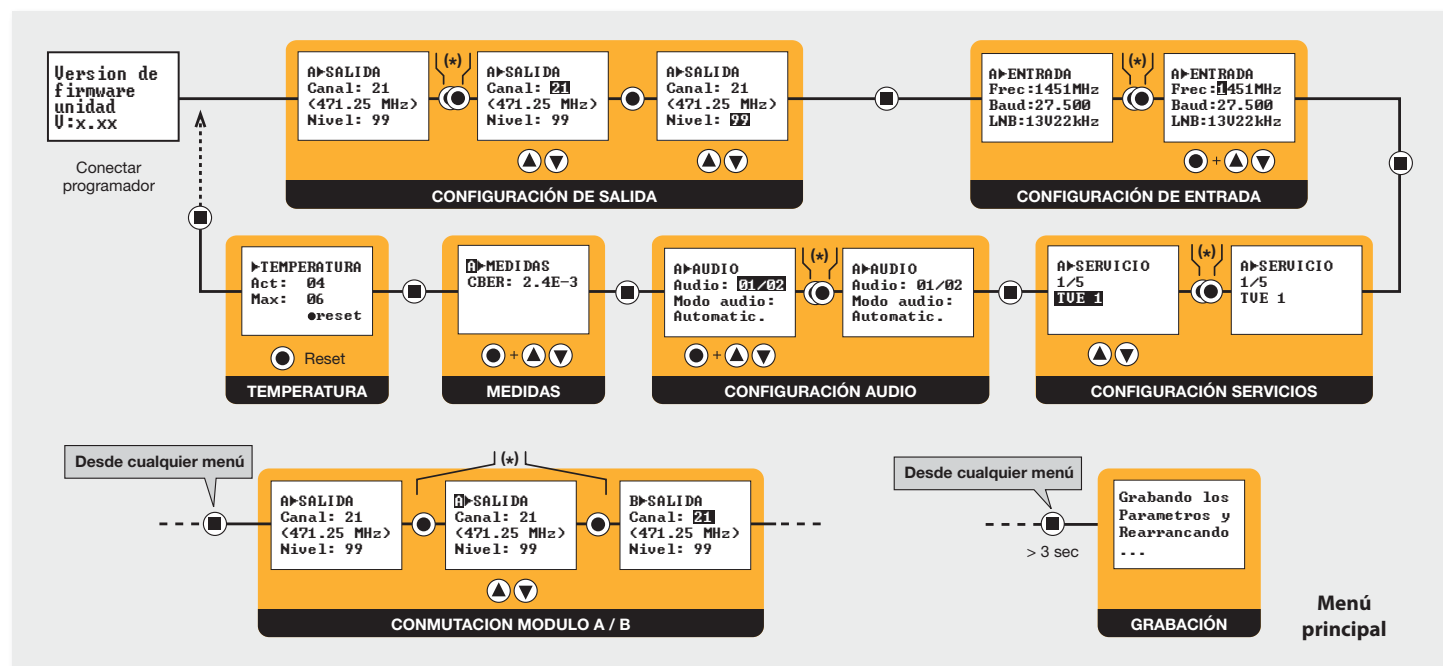 Version de
firmware
unidad
V:x.xx
Conectar
programador
A▶SALIDA
Canal: 21
(471.25 MHz)
Nivel: 99
(*)
A▶SALIDA
Canal: 21
(471.25 MHz)
Nivel: 99
A▶SALIDA
Canal: 21
(471.25 MHz)
Nivel: 99
CONFIGURACIÓN DE SALIDA
A▶ENTRADA
Frec:1451MHz
Baud:27.500
LNB:13V22kHz
(*)
A▶ENTRADA
Frec:1451MHz
Baud:27.500
LNB:13V22kHz
+
CONFIGURACIÓN DE ENTRADA
▶TEMPERATURA
Act: 04
Max: 06
●reset
Reset
TEMPERATURA
A▶MEDIDAS
CBER: 2.4E-3
+
MEDIDAS
A▶AUDIO
Audio: 01/02
Modo audio:
Automatic.
+
(*)
A▶AUDIO
Audio: 01/02
Modo audio:
Automatic.
CONFIGURACIÓN AUDIO
A▶SERVICIO
1/5
TVE 1
(*)
A▶SERVICIO
1/5
TVE 1
CONFIGURACIÓN SERVICIOS
Desde cualquier menú
A▶SALIDA
Canal: 21
(471.25 MHz)
Nivel: 99
(*)
A▶SALIDA
Canal: 21
(471.25 MHz)
Nivel: 99
B▶SALIDA
Canal: 21
(471.25 MHz)
Nivel: 99
CONMUTACION MODULO A / B
Desde cualquier menú
> 3 sec
Grabando los
Parametros y
Rearrancando
...
GRABACIÓN
Menú
principal